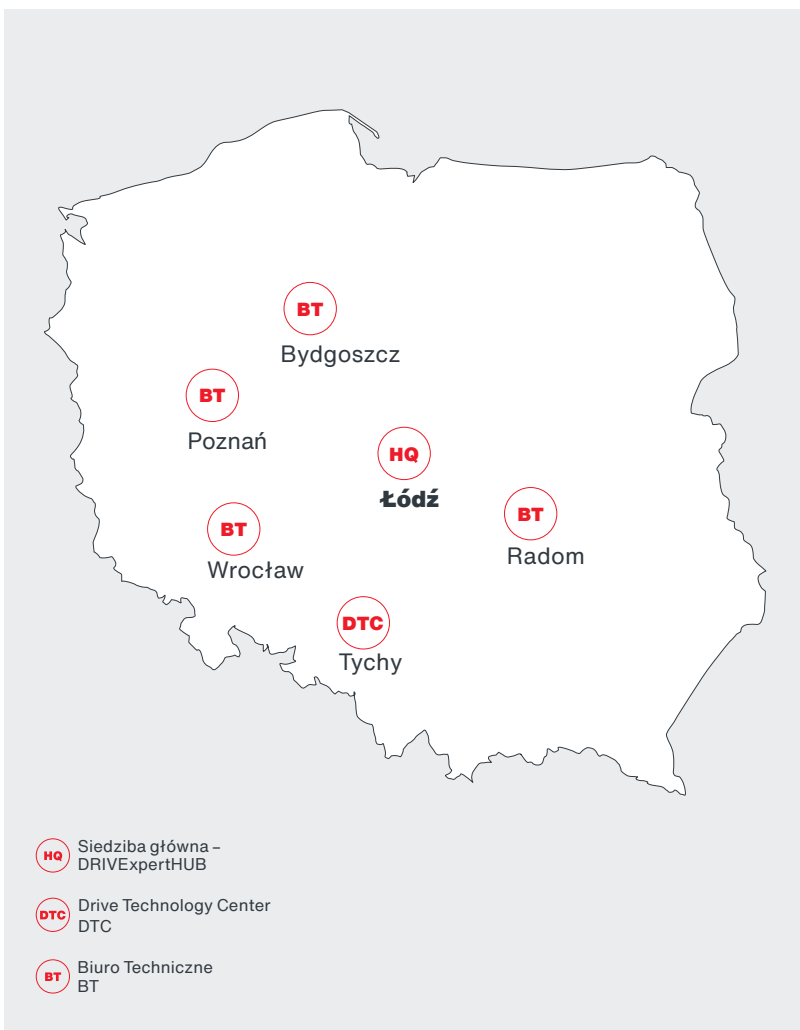 BT
Bydgoszcz
BT
Poznań
HQ
Łódź
BT
Radom
BT
Wrocław
DTC
Tychy
HQ
Siedziba główna –
DRIVExpertHUB
DTC
Drive Technology Center
DTC
BT
Biuro Techniczne
BT